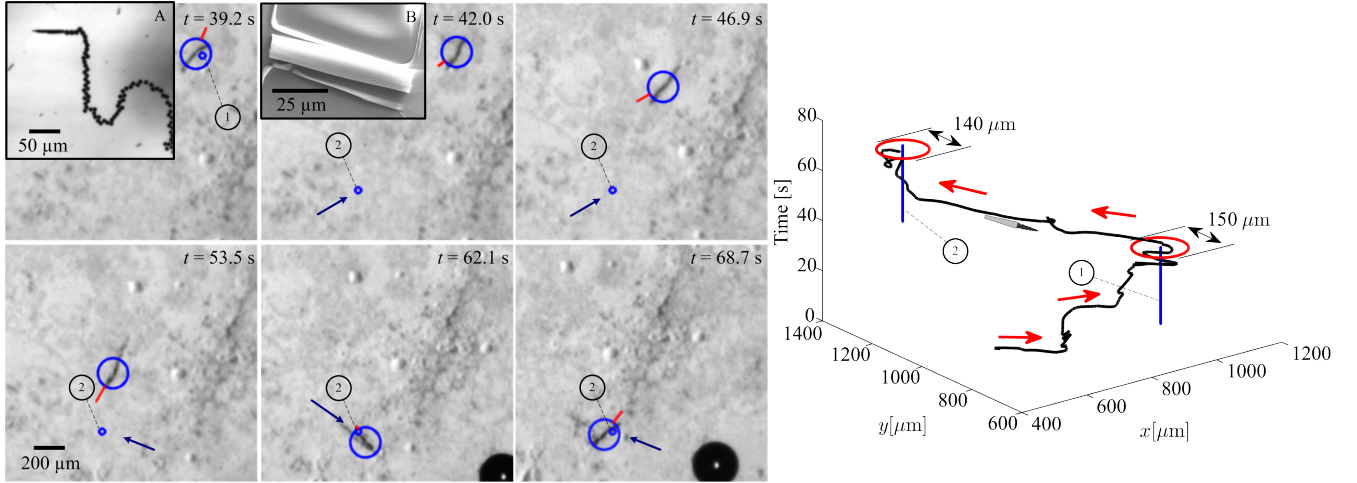 A
t = 39.2 s
50 µm
1
B
t = 42.0 s
25 µm
2
t = 46.9 s
2
t = 53.5 s
2
200 µm
t = 62.1 s
2
t = 68.7 s
2
80
60
40
20
0
Time [s]
140 µm
150 µm
2
1
1400
1200
1000
800
600
y[µm]
400
600
800
1000
1200
x[µm]